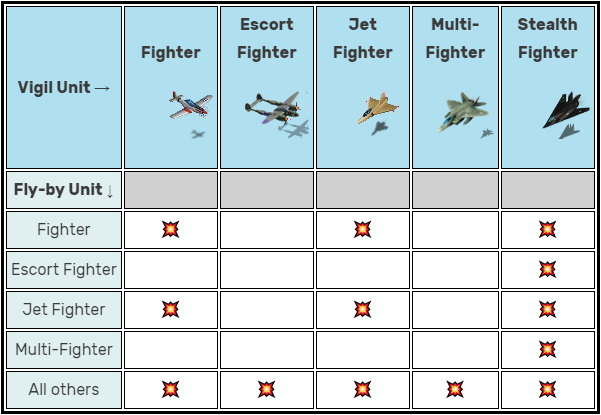 Vigil Unit →
Fighter
Escort
Fighter
Jet
Fighter
Multi-
Fighter
Stealth
Fighter
Fly-by Unit ↓
Fighter
Escort Fighter
Jet Fighter
Multi-Fighter
All others